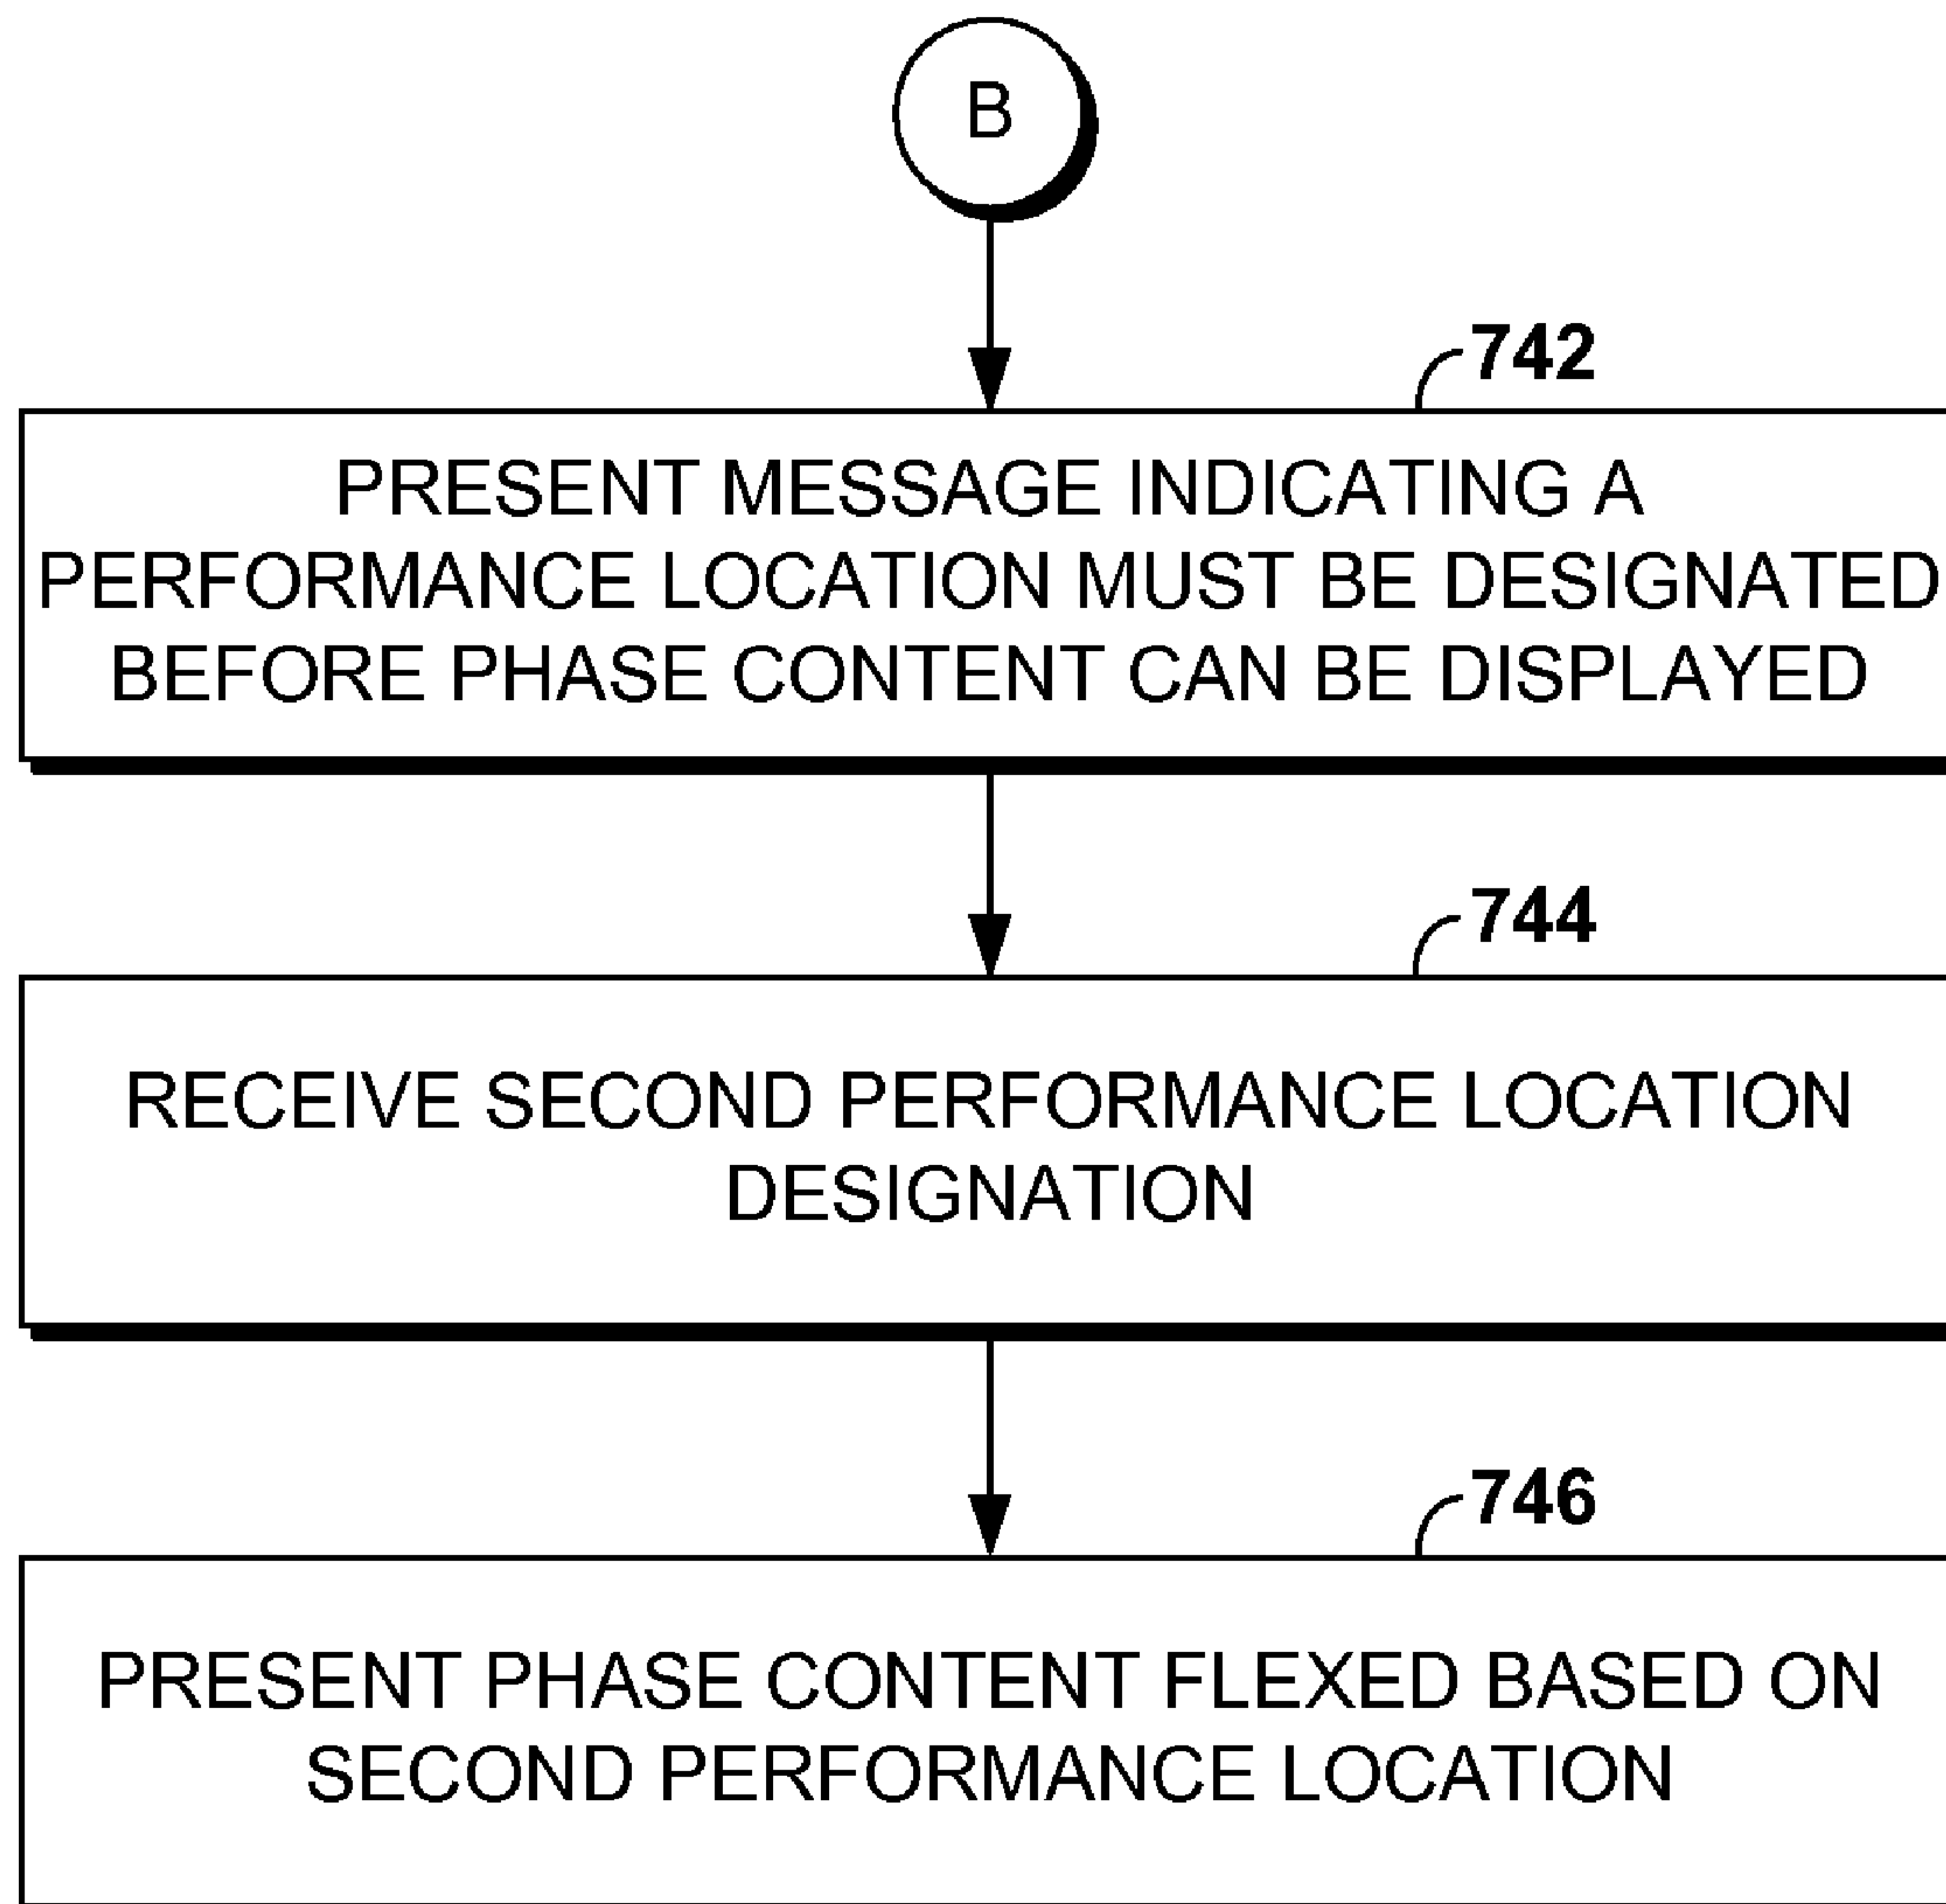 B
742
PRESENT MESSAGE INDICATING A
PERFORMANCE LOCATION MUST BE DESIGNATED
BEFORE PHASE CONTENT CAN BE DISPLAYED
744
RECEIVE SECOND PERFORMANCE LOCATION
DESIGNATION
746
PRESENT PHASE CONTENT FLEXED BASED ON
SECOND PERFORMANCE LOCATION